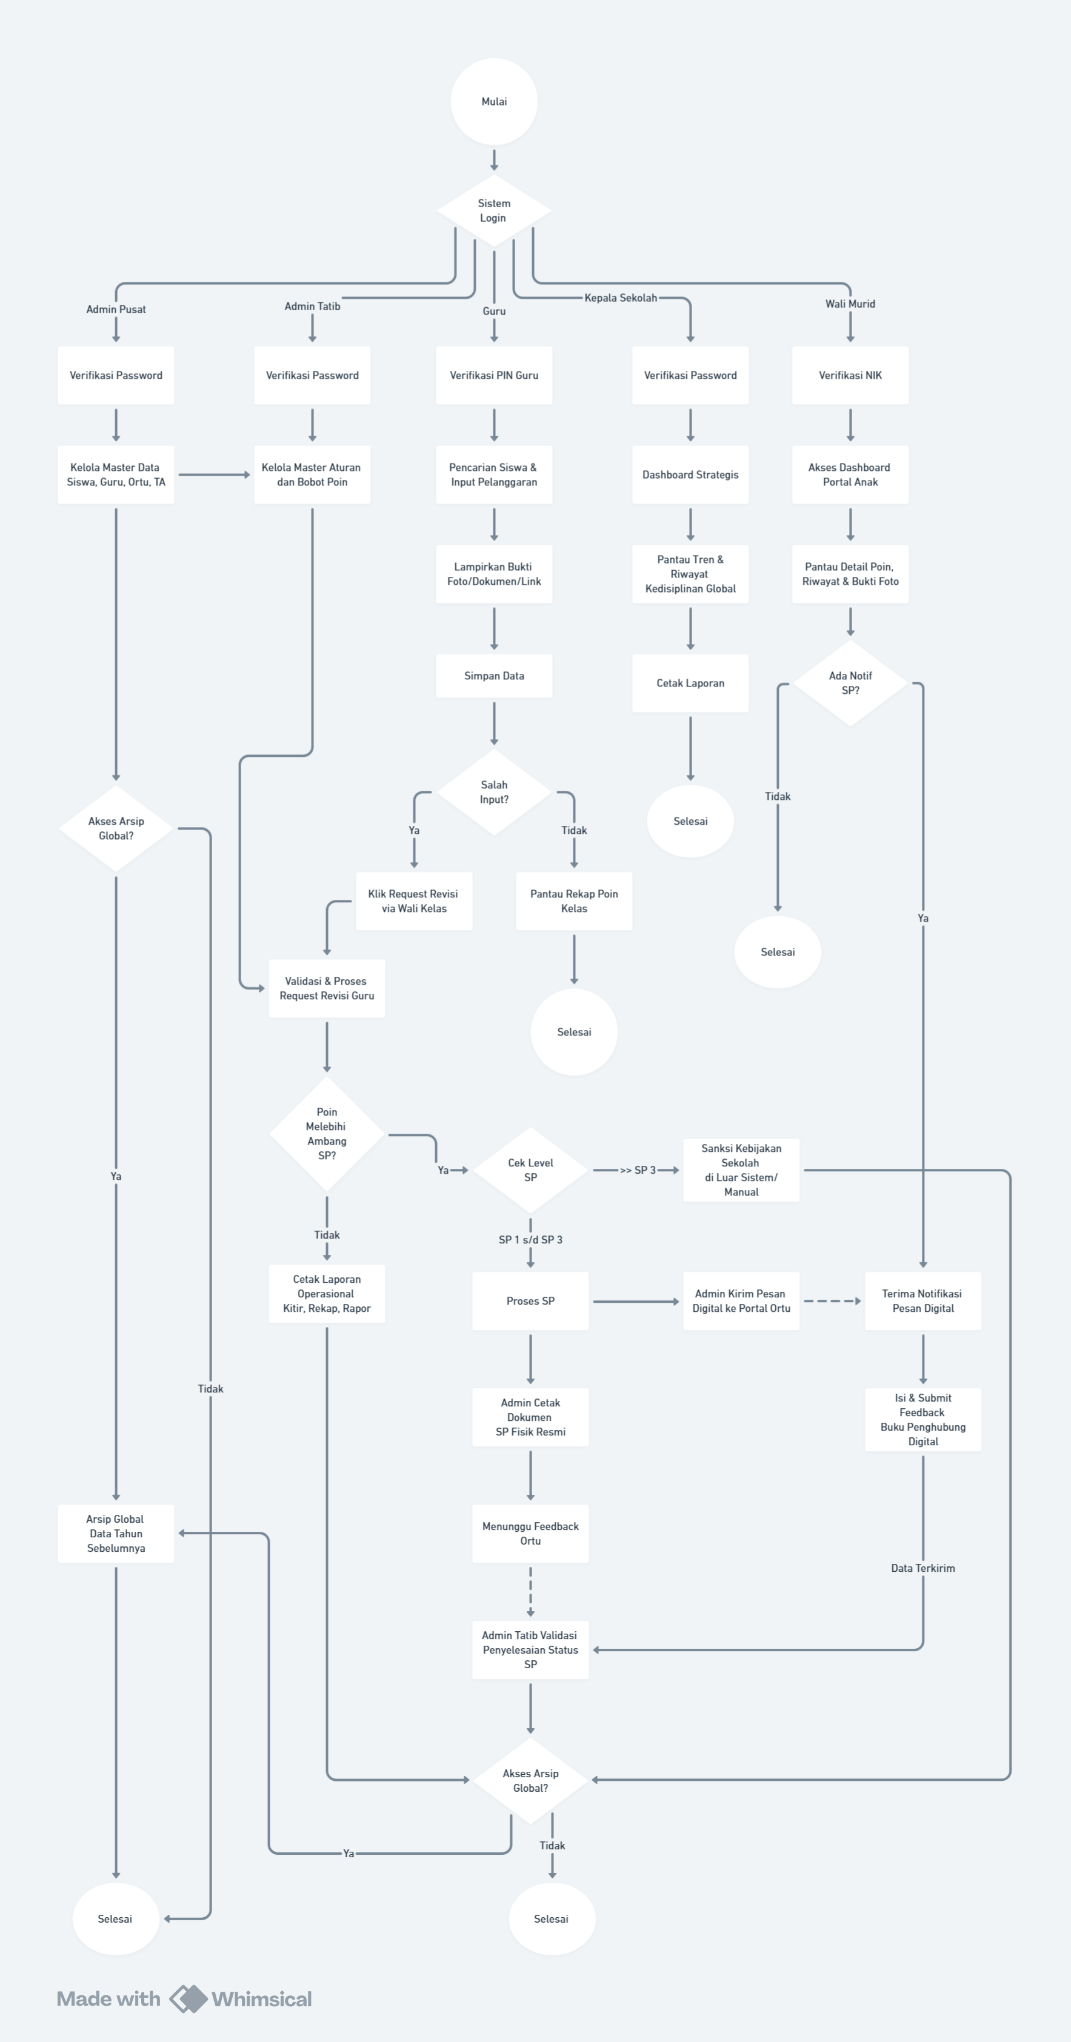 Mulai
Sistem
Login
Admin Pusat
Admin Tatib
Guru
Kepala Sekolah
Wali Murid
Verifikasi Password
Verifikasi Password
Verifikasi PIN Guru
Verifikasi Password
Verifikasi NIK
Kelola Master Data
Siswa, Guru, Ortu, TA
Kelola Master Aturan
dan Bobot Poin
Pencarian Siswa &
Input Pelanggaran
Dashboard Strategis
Akses Dashboard
Portal Anak
Lampirkan Bukti
Foto/Dokumen/Link
Pantau Tren &
Riwayat
Kedisiplinan Global
Pantau Detail Poin,
Riwayat & Bukti Foto
Simpan Data
Cetak Laporan
Ada Notif
SP?
Salah
Input?
Tidak
Akses Arsip
Global?
Selesai
Ya
Tidak
Klik Request Revisi
via Wali Kelas
Pantau Rekap Poin
Kelas
Ya
Selesai
Validasi & Proses
Request Revisi Guru
Selesai
Poin
Melebihi
Ambang
SP?
Ya
Cek Level
SP
>> SP 3
Sanksi Kebijakan
Sekolah
di Luar Sistem/
Manual
Ya
Tidak
SP 1 s/d SP 3
Cetak Laporan
Operasional
Kitir, Rekap, Rapor
Proses SP
Admin Kirim Pesan
Digital ke Portal Ortu
Terima Notifikasi
Pesan Digital
Tidak
Admin Cetak
Dokumen
SP Fisik Resmi
Isi & Submit
Feedback
Buku Penghubung
Digital
Arsip Global
Data Tahun
Sebelumnya
Menunggu Feedback
Ortu
Data Terkirim
Admin Tatib Validasi
Penyelesaian Status
SP
Akses Arsip
Global?
Ya
Tidak
Selesai
Selesai
Made with Whimsical